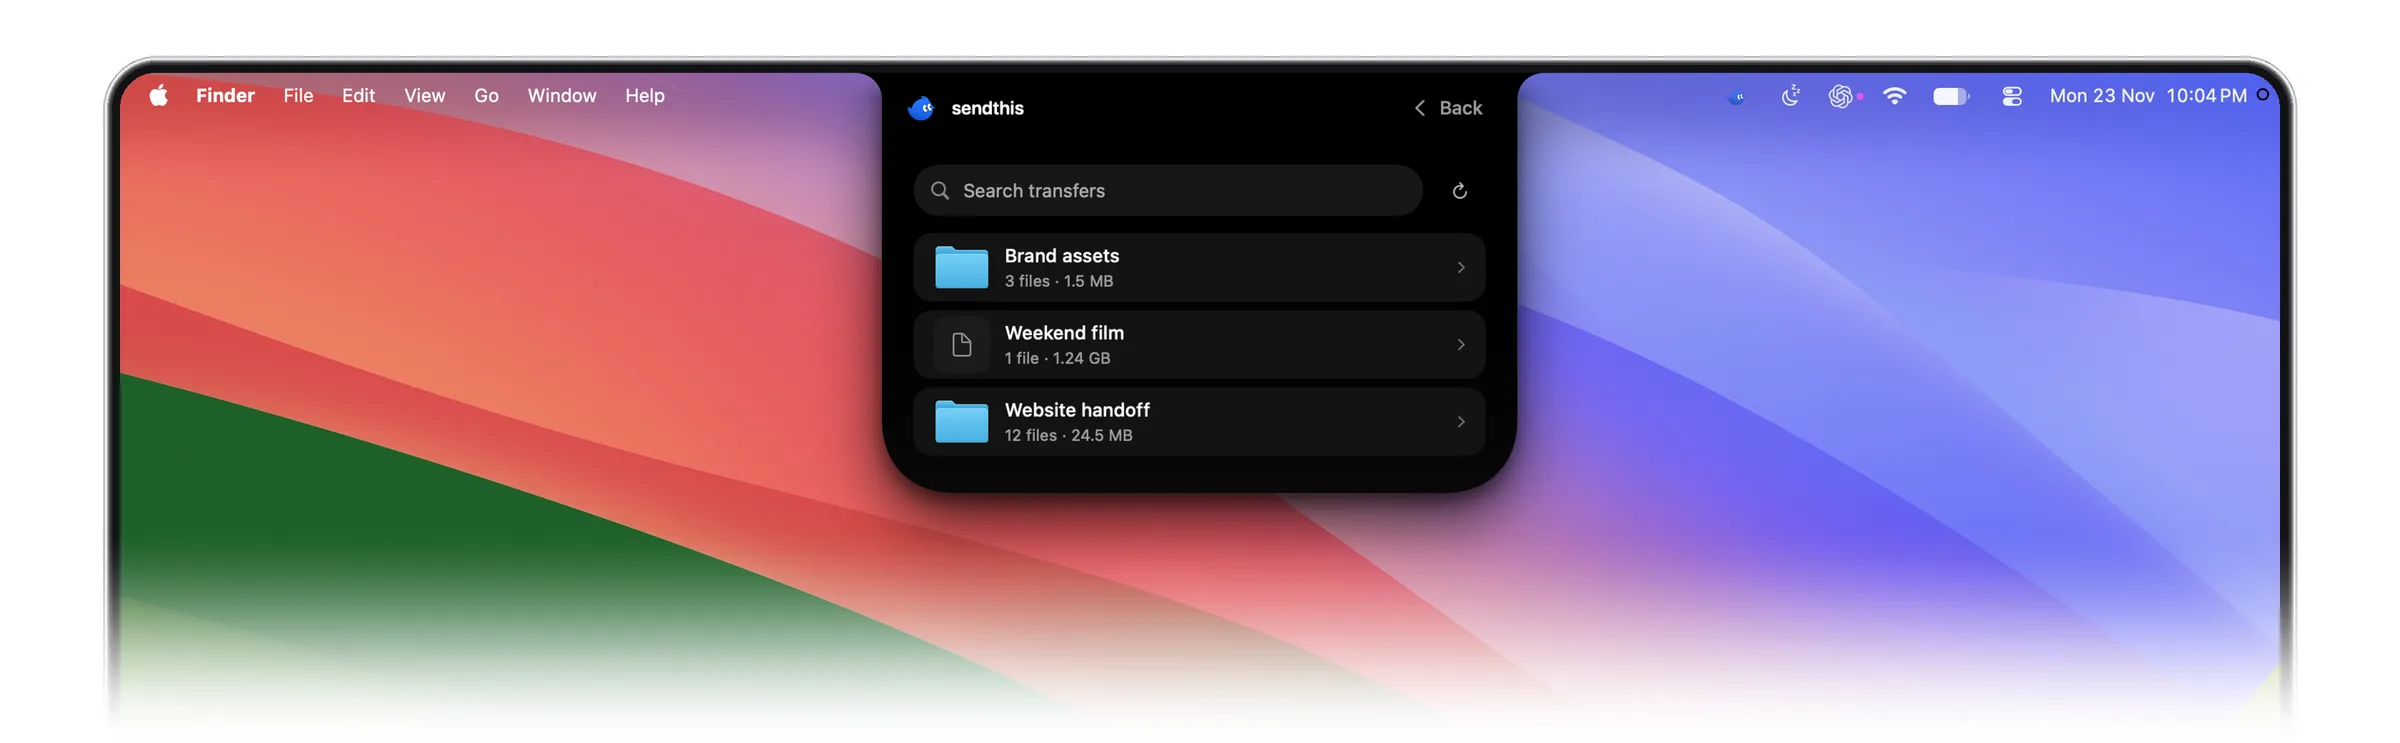 Finder File Edit View Go Window Help
sendthis
Back
Mon 23 Nov 10:04 PM
Search transfers
Brand assets
3 files · 1.5 MB
Weekend film
1 file · 1.24 GB
Website handoff
12 files · 24.5 MB